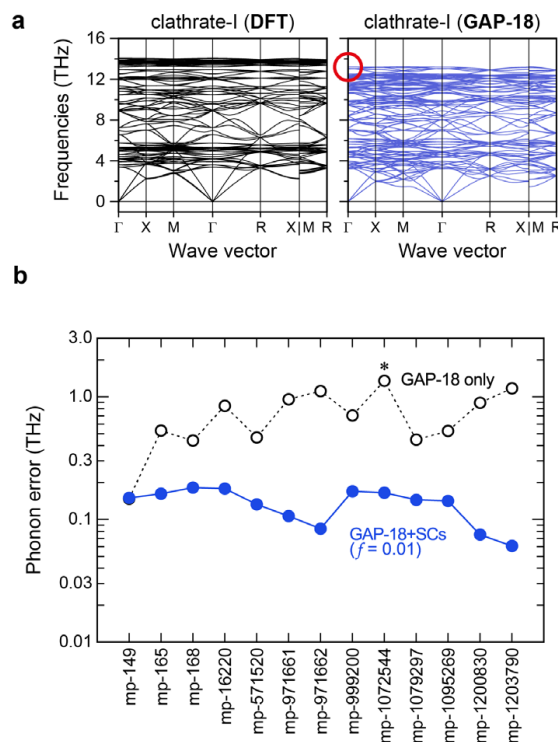 a
clathrate-I (DFT)
clathrate-I (GAP-18)
16
12
8
4
0
Frequencies (THz)
Γ X M Γ R X|M R
Γ X M Γ R X|M R
Wave vector
Wave vector
b
3.0
1.0
0.3
0.1
0.03
0.01
Phonon error (THz)
*
GAP-18 only
GAP-18+SCs
(f = 0.01)
mp-149
mp-165
mp-168
mp-16220
mp-571520
mp-971661
mp-971662
mp-999200
mp-1072544
mp-1079297
mp-1095269
mp-1200830
mp-1203790